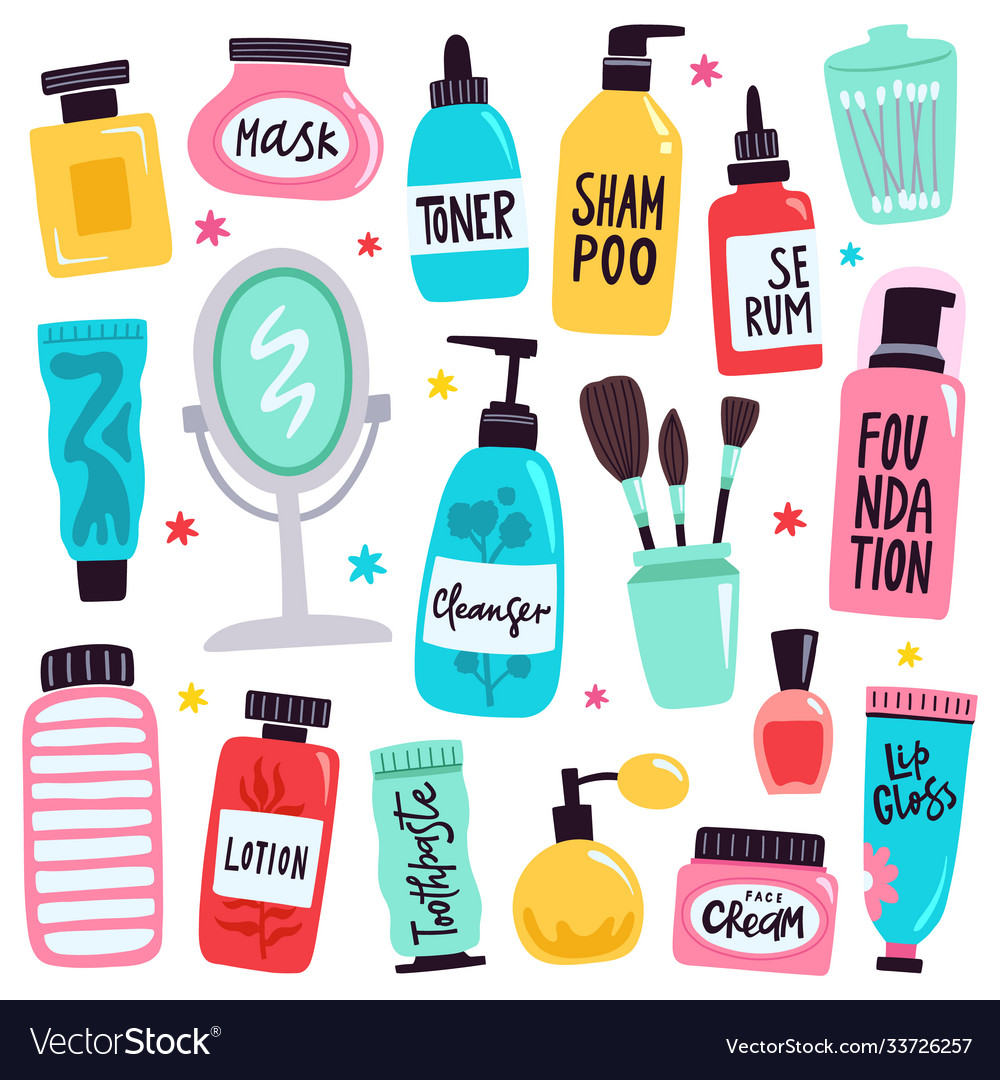 Mask
TONER
SHAM
POO
SE
RUM
FOU
NDA
TION
Cleanser
Lip
Gloss
LOTION
Toothpaste
FACE
Cream
VectorStock®
VectorStock.com/33726257